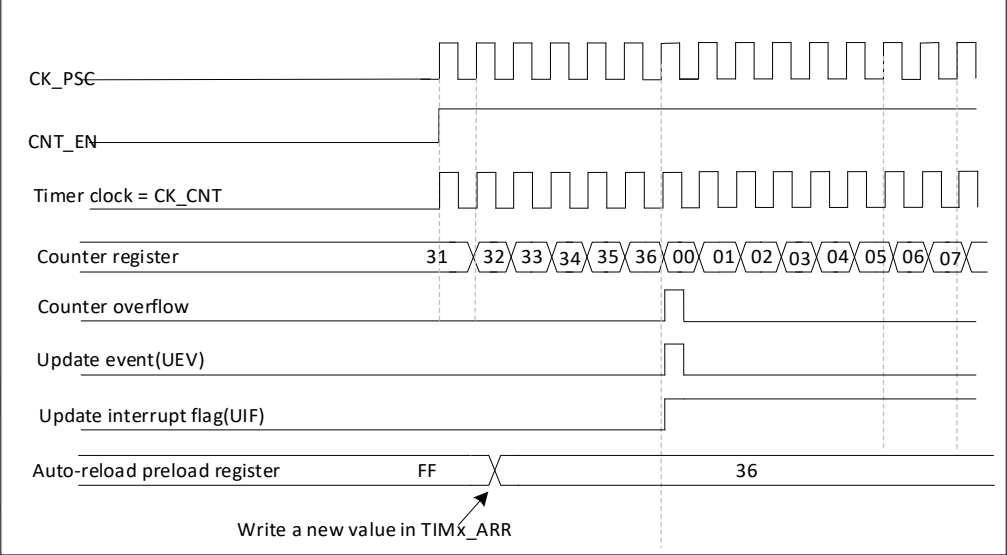 CK_PSC
CNT_EN
Timer clock = CK_CNT
Counter register 31 32 33 34 35 36 00 01 02 03 04 05 06 07
Counter overflow
Update event(UEV)
Update interrupt flag(UIF)
Auto-reload preload register FF 36
Write a new value in TIMx_ARR